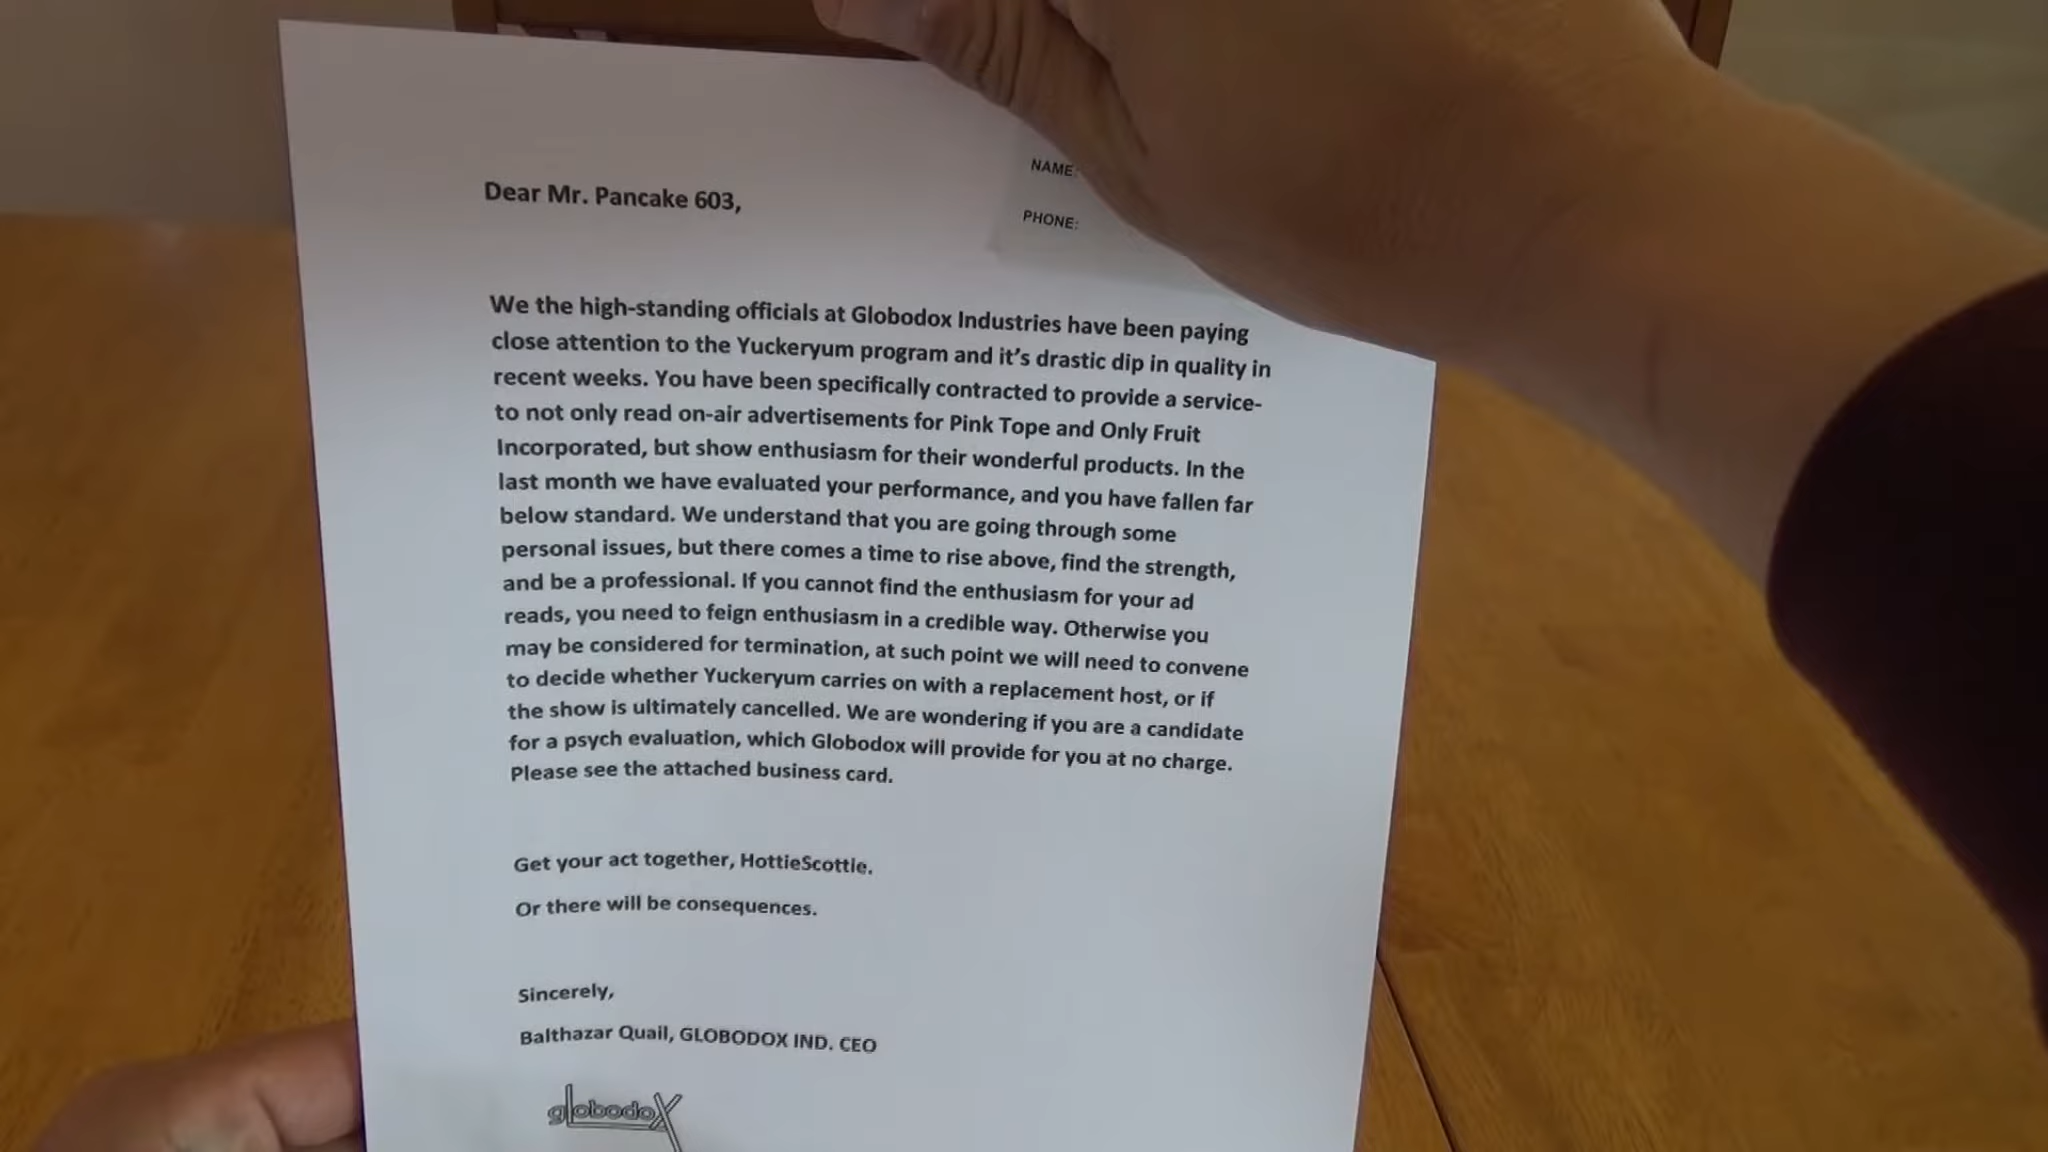 NAME:
Dear Mr. Pancake 603,
PHONE:
We the high-standing officials at Globodox Industries have been paying
close attention to the Yuckeryum program and it's drastic dip in quality in
recent weeks. You have been specifically contracted to provide a service-
to not only read on-air advertisements for Pink Tope and Only Fruit
Incorporated, but show enthusiasm for their wonderful products. In the
last month we have evaluated your performance, and you have fallen far
below standard. We understand that you are going through some
personal issues, but there comes a time to rise above, find the strength,
and be a professional. If you cannot find the enthusiasm for your ad
reads, you need to feign enthusiasm in a credible way. Otherwise you
may be considered for termination, at such point we will need to convene
to decide whether Yuckeryum carries on with a replacement host, or if
the show is ultimately cancelled. We are wondering if you are a candidate
for a psych evaluation, which Globodox will provide for you at no charge.
Please see the attached business card.
Get your act together, HottieScottie.
Or there will be consequences.
Sincerely,
Balthazar Quail, GLOBODOX IND. CEO
globodox